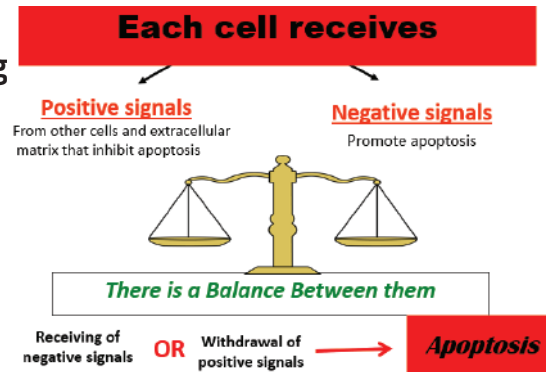 Each cell receives
g
Positive signals
From other cells and extracellular
matrix that inhibit apoptosis
Negative signals
Promote apoptosis
There is a Balance Between them
Receiving of
negative signals
OR
Withdrawal of
positive signals
Apoptosis